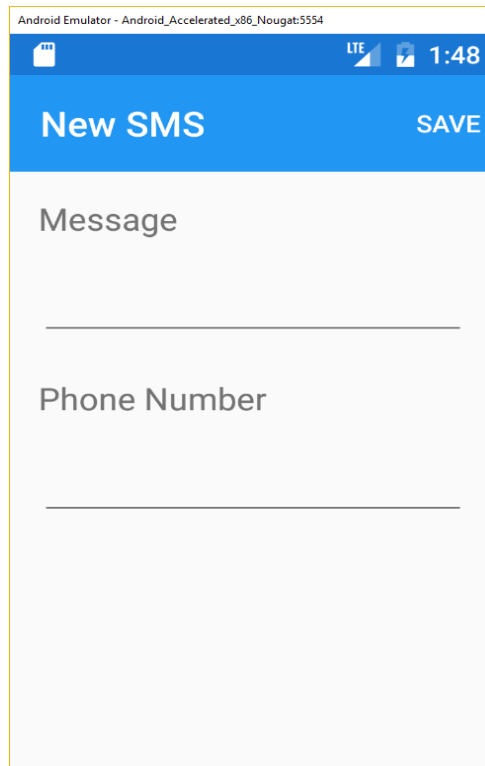 Android Emulator - Android_Accelerated_x86_Nougat:5554
LTE 1:48
New SMS SAVE
Message
Phone Number